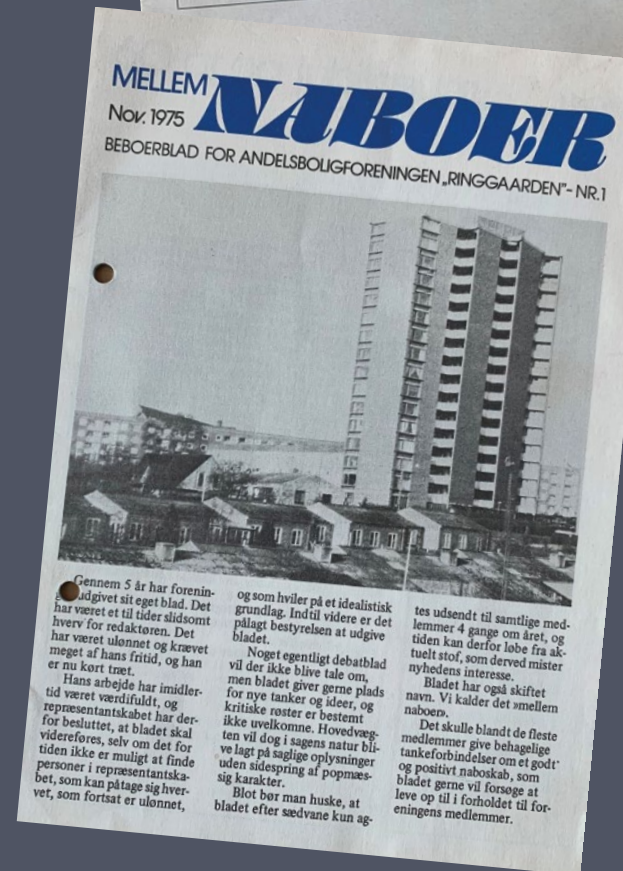 MELLEM NABOER
Nov. 1975
BEBOERBLAD FOR ANDELSBOLIGFORENINGEN „RINGGAARDEN”- NR.1
Gennem 5 år har forenin-
udgivet sit eget blad. Det
har været et til tider slidsomt
hverv for redaktøren. Det
har været ulønnet og krævet
meget af hans fritid, og han
er nu kørt træt.
Hans arbejde har imidler-
tid været værdifuldt, og
repræsentantskabet har der-
for besluttet, at bladet skal
videreføres, selv om det for
tiden ikke er muligt at finde
personer i repræsentantska-
bet, som kan påtage sig hver-
vet, som fortsat er ulønnet,
og som hviler på et idealistisk
grundlag. Indtil videre er det
pålagt bestyrelsen at udgive
bladet.
Noget egentligt debatblad
vil der ikke blive tale om,
men bladet giver gerne plads
for nye tanker og ideer, og
kritiske røster er bestemt
ikke uvelkomne. Hovedvæg-
ten vil dog i sagens natur bli-
ve lagt på saglige oplysninger
uden sidespring af popmæs-
sig karakter.
Blot bør man huske, at
bladet efter sædvane kun ag-
tes udsendt til samtlige med-
lemmer 4 gange om året, og
tiden kan derfor løbe fra ak-
tuelt stof, som derved mister
nyhedens interesse.
Bladet har også skiftet
navn. Vi kalder det »mellem
naboer».
Det skulle blandt de fleste
medlemmer give behagelige
tankeforbindelser om et godt
og positivt naboskab, som
bladet gerne vil forsøge at
leve op til i forholdet til for-
eningens medlemmer.